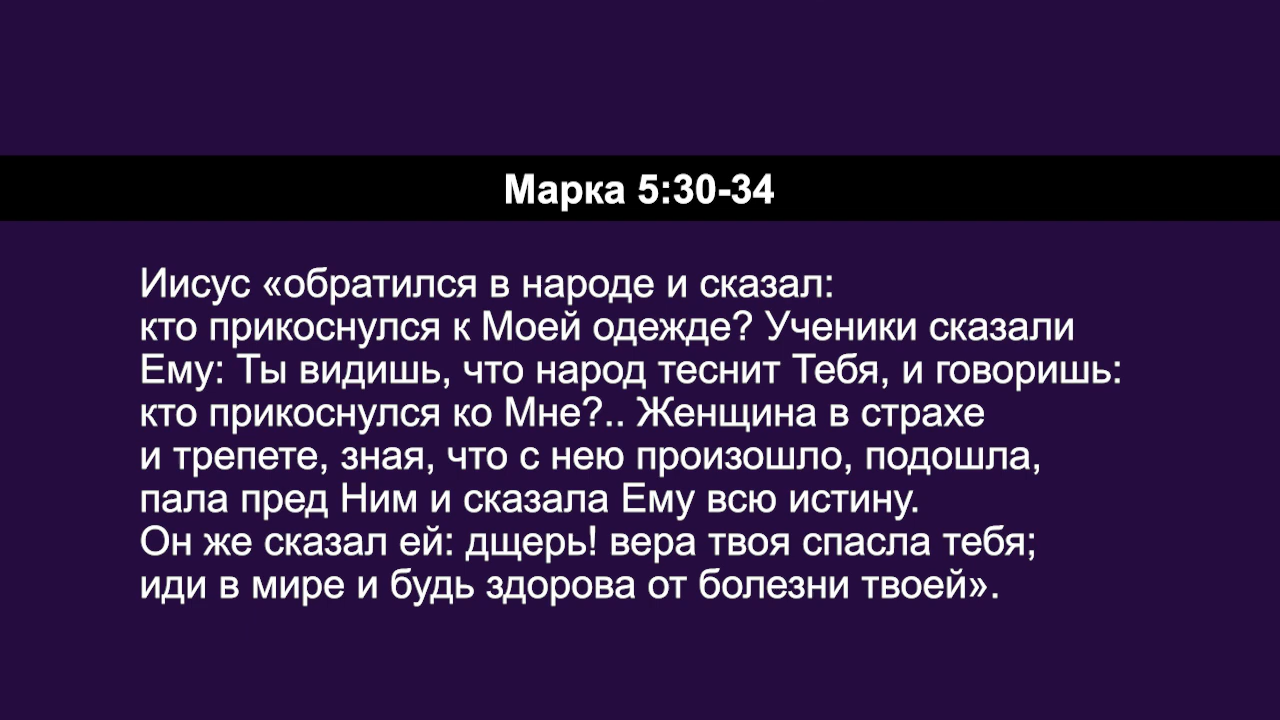 Марка 5:30-34
Иисус «обратился в народе и сказал:
кто прикоснулся к Моей одежде? Ученики сказали
Ему: Ты видишь, что народ теснит Тебя, и говоришь:
кто прикоснулся ко Мне?.. Женщина в страхе
и трепете, зная, что с нею произошло, подошла,
пала пред Ним и сказала Ему всю истину.
Он же сказал ей: дщерь! вера твоя спасла тебя;
иди в мире и будь здорова от болезни твоей».